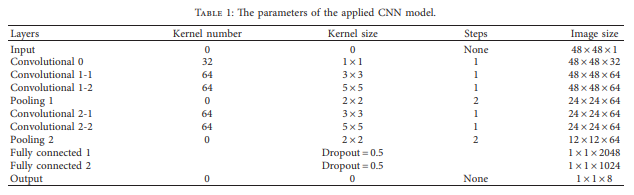 TABLE 1: The parameters of the applied CNN model.
Layers Kernel number Kernel size Steps Image size
Input 0 0 None 48×48×1
Convolutional 0 32 1×1 1 48×48×32
Convolutional 1-1 64 3×3 1 48×48×64
Convolutional 1-2 64 5×5 1 48×48×64
Pooling 1 0 2×2 2 24×24×64
Convolutional 2-1 64 3×3 1 24×24×64
Convolutional 2-2 64 5×5 1 24×24×64
Pooling 2 0 2×2 2 12×12×64
Fully connected 1 Dropout=0.5 1×1×2048
Fully connected 2 Dropout=0.5 1×1×1024
Output 0 0 None 1×1×8